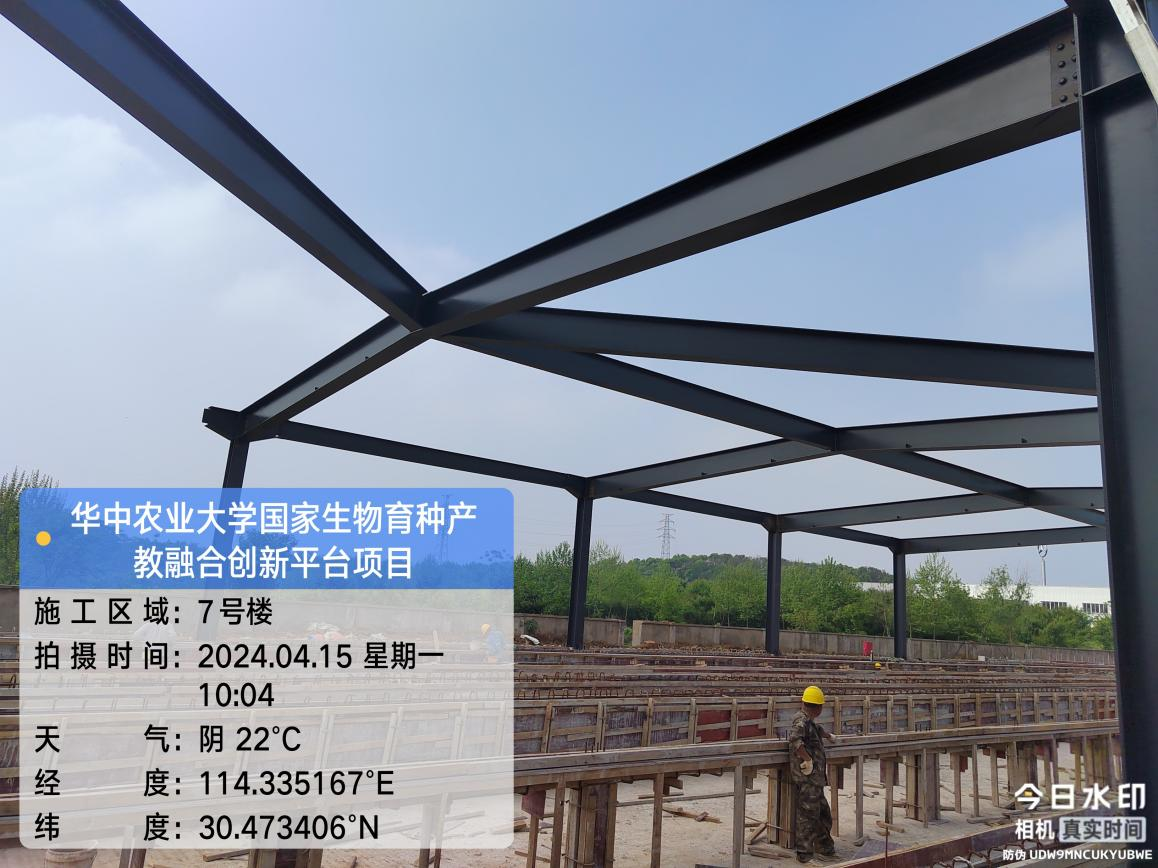 华中农业大学国家生物育种产
教融合创新平台项目
施工区域：7号楼
拍摄时间：2024.04.15 星期一
10:04
天气：阴 22℃
经度：114.335167°E
纬度：30.473406°N
今日水印
相机 真实时间
防伪 UDW9MNCUKYUBWE